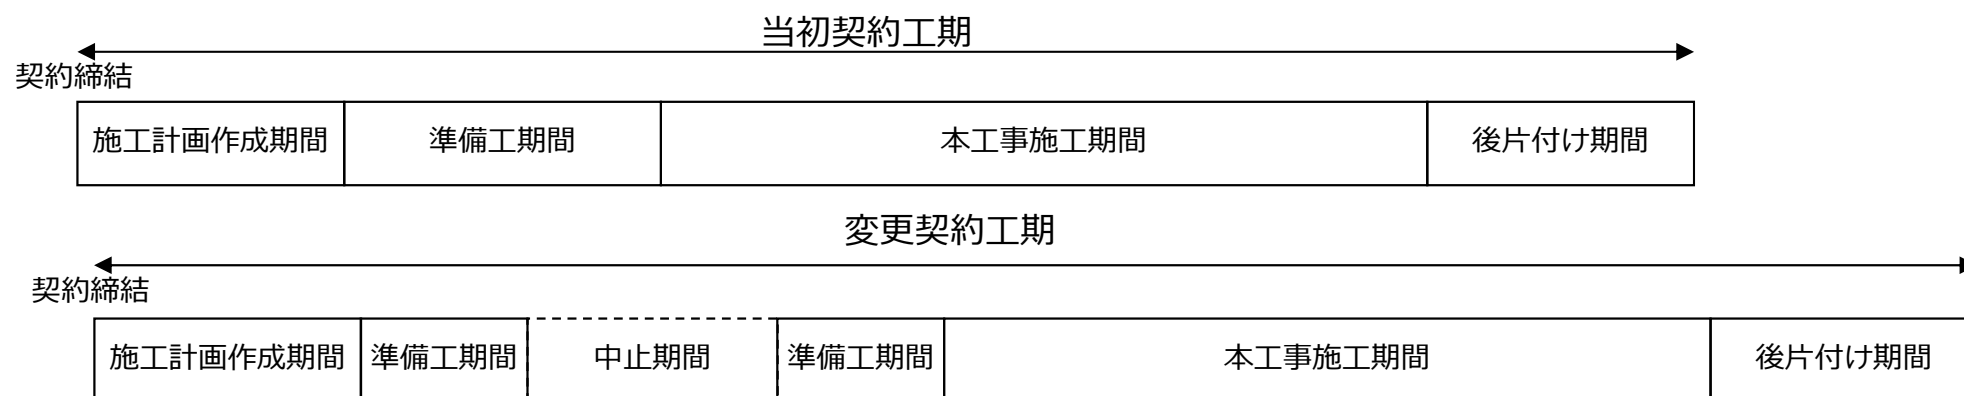 当初契約工期
契約締結
施工計画作成期間 準備工期間 本工事施工期間 後片付け期間
変更契約工期
契約締結
施工計画作成期間 準備工期間 中止期間 準備工期間 本工事施工期間 後片付け期間